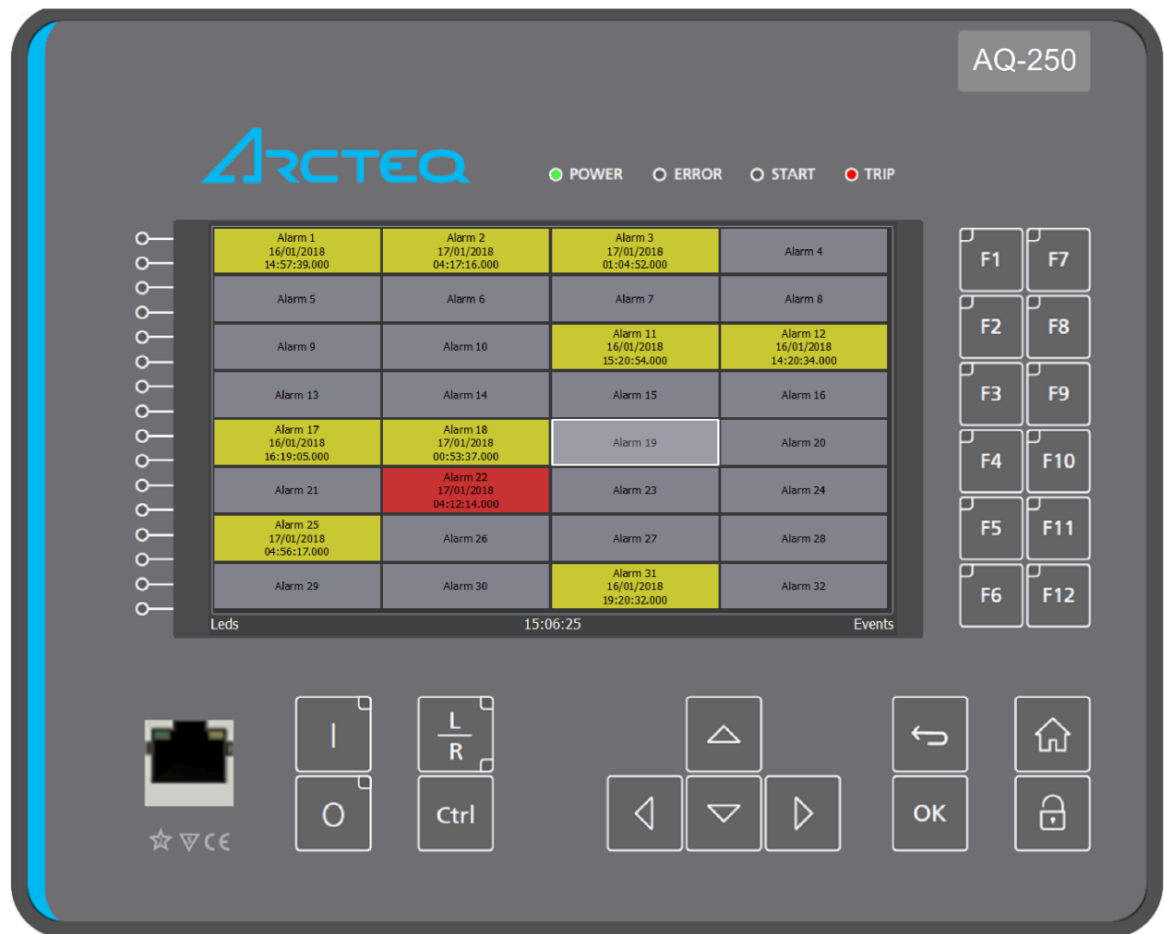 AQ-250
ARCTEQ
POWER ERROR START TRIP
Alarm 1
16/01/2018
14:57:39.000
Alarm 2
17/01/2018
04:17:16.000
Alarm 3
17/01/2018
01:04:52.000
Alarm 4
Alarm 5
Alarm 6
Alarm 7
Alarm 8
Alarm 9
Alarm 10
Alarm 11
16/01/2018
15:20:54.000
Alarm 12
16/01/2018
14:20:34.000
Alarm 13
Alarm 14
Alarm 15
Alarm 16
Alarm 17
16/01/2018
16:19:05.000
Alarm 18
17/01/2018
00:53:37.000
Alarm 19
Alarm 20
Alarm 21
Alarm 22
17/01/2018
04:12:14.000
Alarm 23
Alarm 24
Alarm 25
17/01/2018
04:56:17.000
Alarm 26
Alarm 27
Alarm 28
Alarm 29
Alarm 30
Alarm 31
16/01/2018
19:20:32.000
Alarm 32
Leds 15:06:25 Events
F1 F7
F2 F8
F3 F9
F4 F10
F5 F11
F6 F12
I
L
R
O
Ctrl
OK
CE